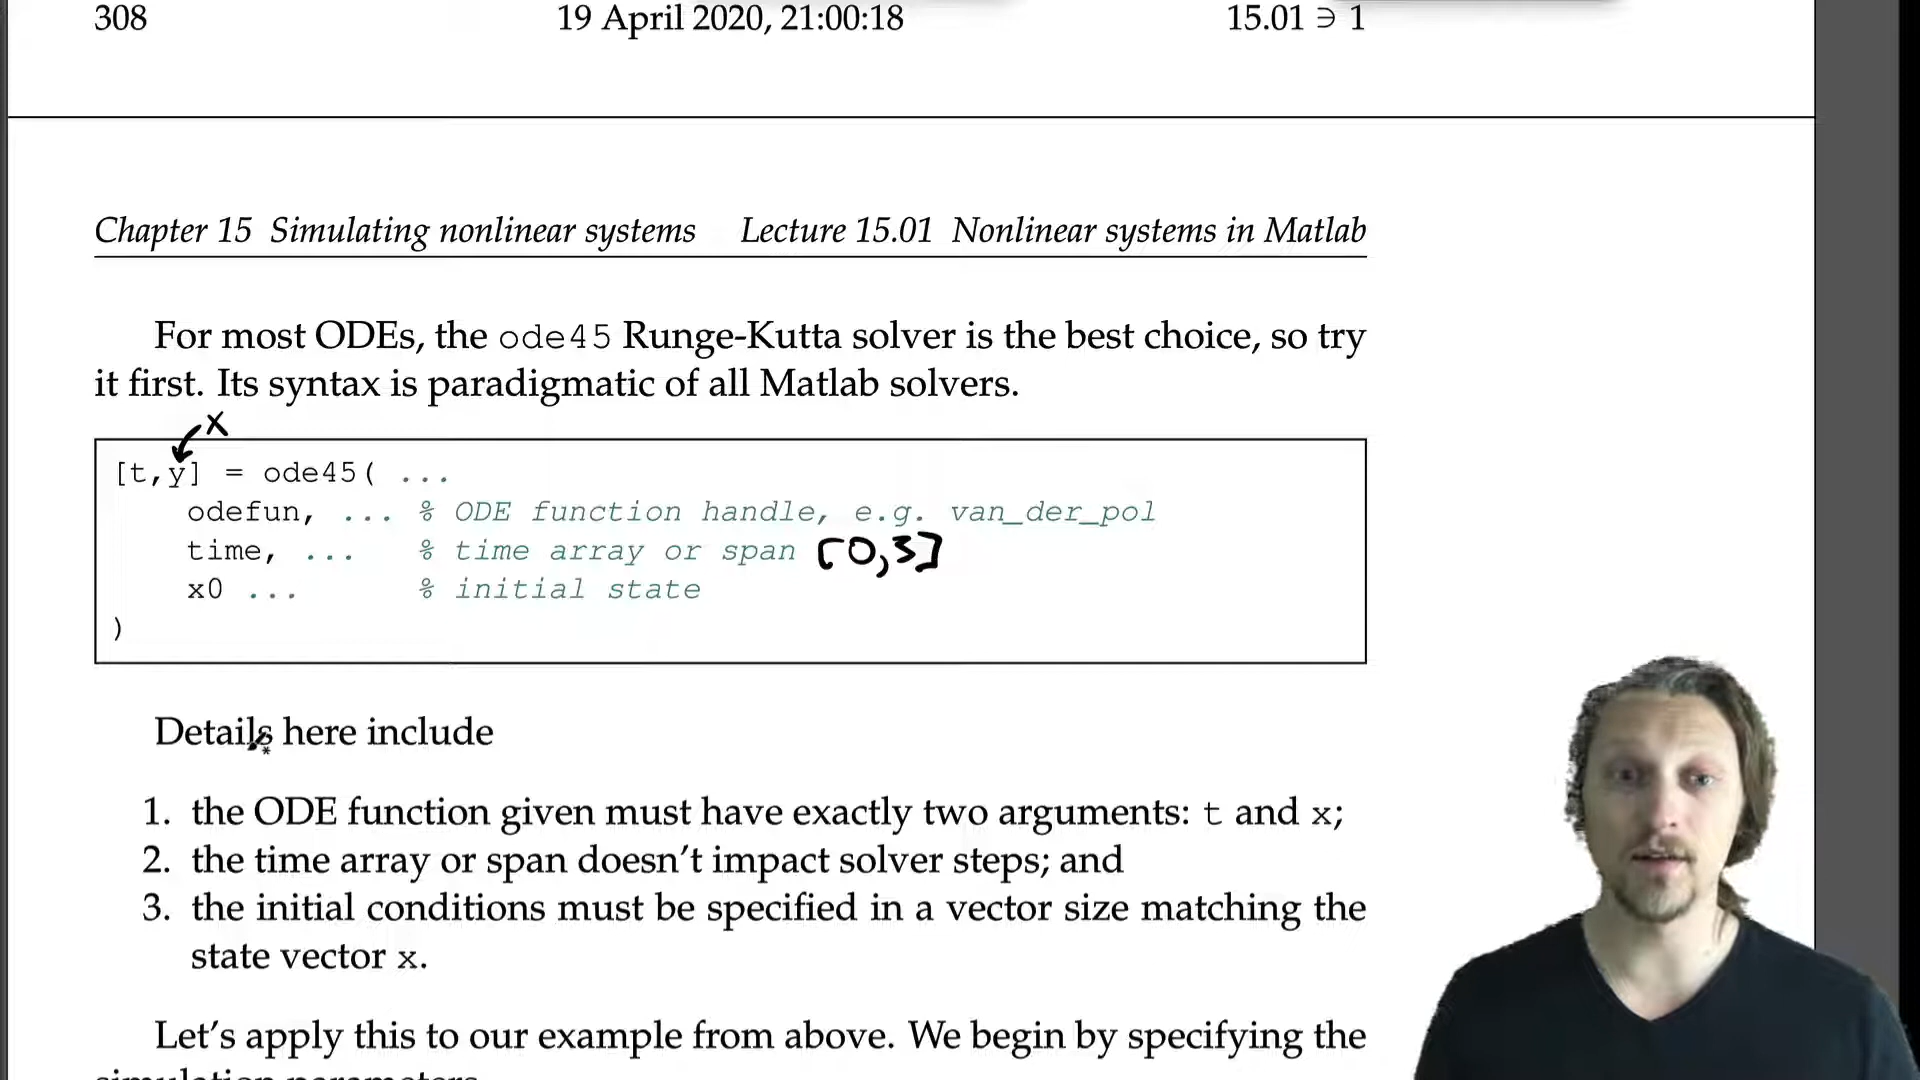 308 19 April 2020, 21:00:18 15.01 ∋ 1
Chapter 15 Simulating nonlinear systems Lecture 15.01 Nonlinear systems in Matlab
For most ODEs, the ode45 Runge-Kutta solver is the best choice, so try
it first. Its syntax is paradigmatic of all Matlab solvers.
x
[t,y] = ode45( ...
odefun, ... % ODE function handle, e.g. van_der_pol
time, ... % time array or span [0,3]
x0 ... % initial state
)
Details here include
1. the ODE function given must have exactly two arguments: t and x;
2. the time array or span doesn't impact solver steps; and
3. the initial conditions must be specified in a vector size matching the
state vector x.
Let's apply this to our example from above. We begin by specifying the
simulation parameters